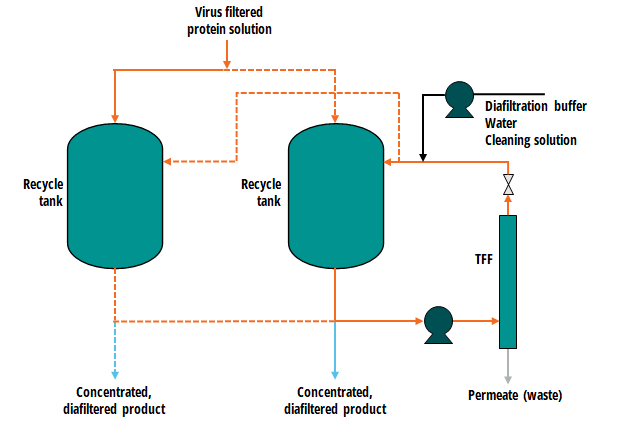 Virus filtered
protein solution
Diafiltration buffer
Water
Cleaning solution
Recycle
tank
Recycle
tank
TFF
Concentrated,
diafiltered product
Concentrated,
diafiltered product
Permeate (waste)